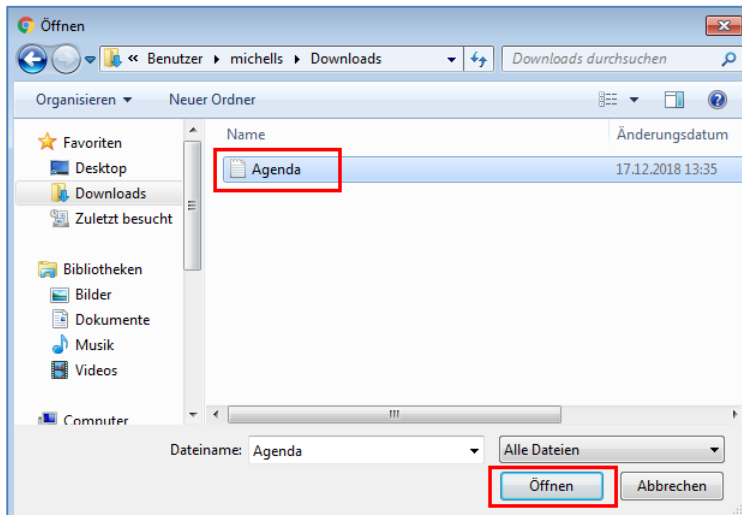 Öffnen
« Benutzer ▸ michells ▸ Downloads
Downloads durchsuchen
Organisieren
Neuer Ordner
Favoriten
Desktop
Downloads
Zuletzt besucht
Bibliotheken
Bilder
Dokumente
Musik
Videos
Computer
Name
Änderungsdatum
Agenda
17.12.2018 13:35
Dateiname:
Agenda
Alle Dateien
Öffnen
Abbrechen